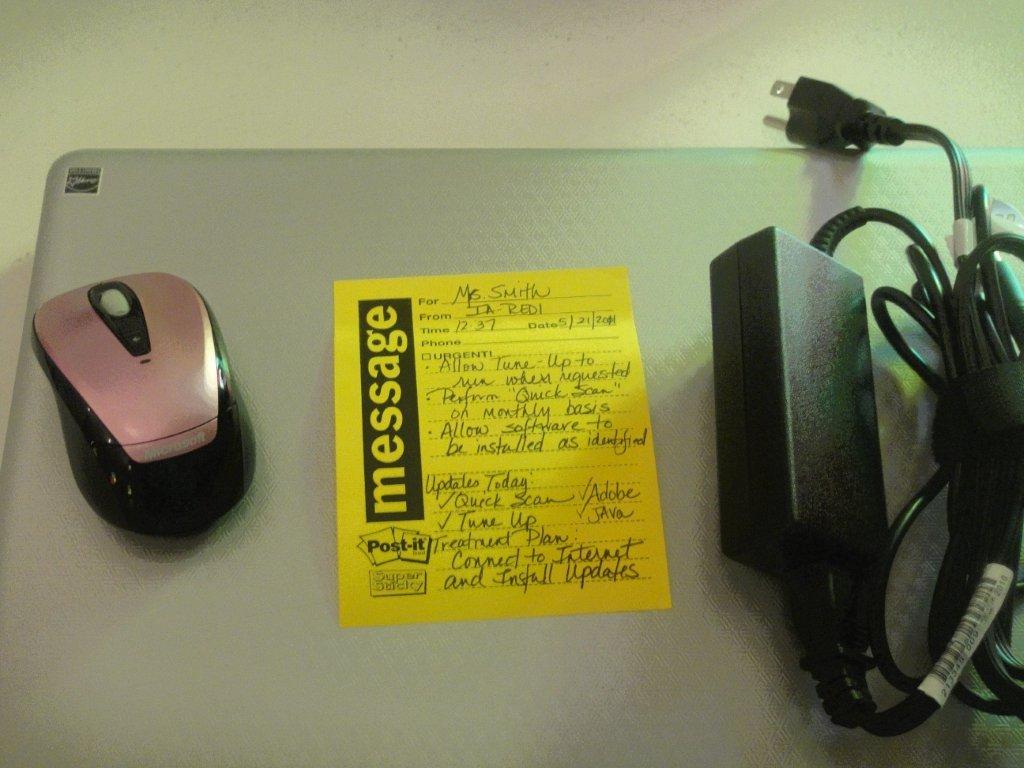 message
For Ms. Smith
From IA-REDI
Time 12:37 Date 5/21/2011
Phone
URGENT!
• Allow Tune-Up to
run when requested
• Perform "Quick Scan"
on monthly basis
• Allow software to
be installed as identified
Updates Today:
✓ Quick Scan ✓ Adobe
✓ Tune Up ✓ JAVA
Treatment Plan:
Connect to Internet
and Install Updates
Post-it
Super
Sticky
Microsoft